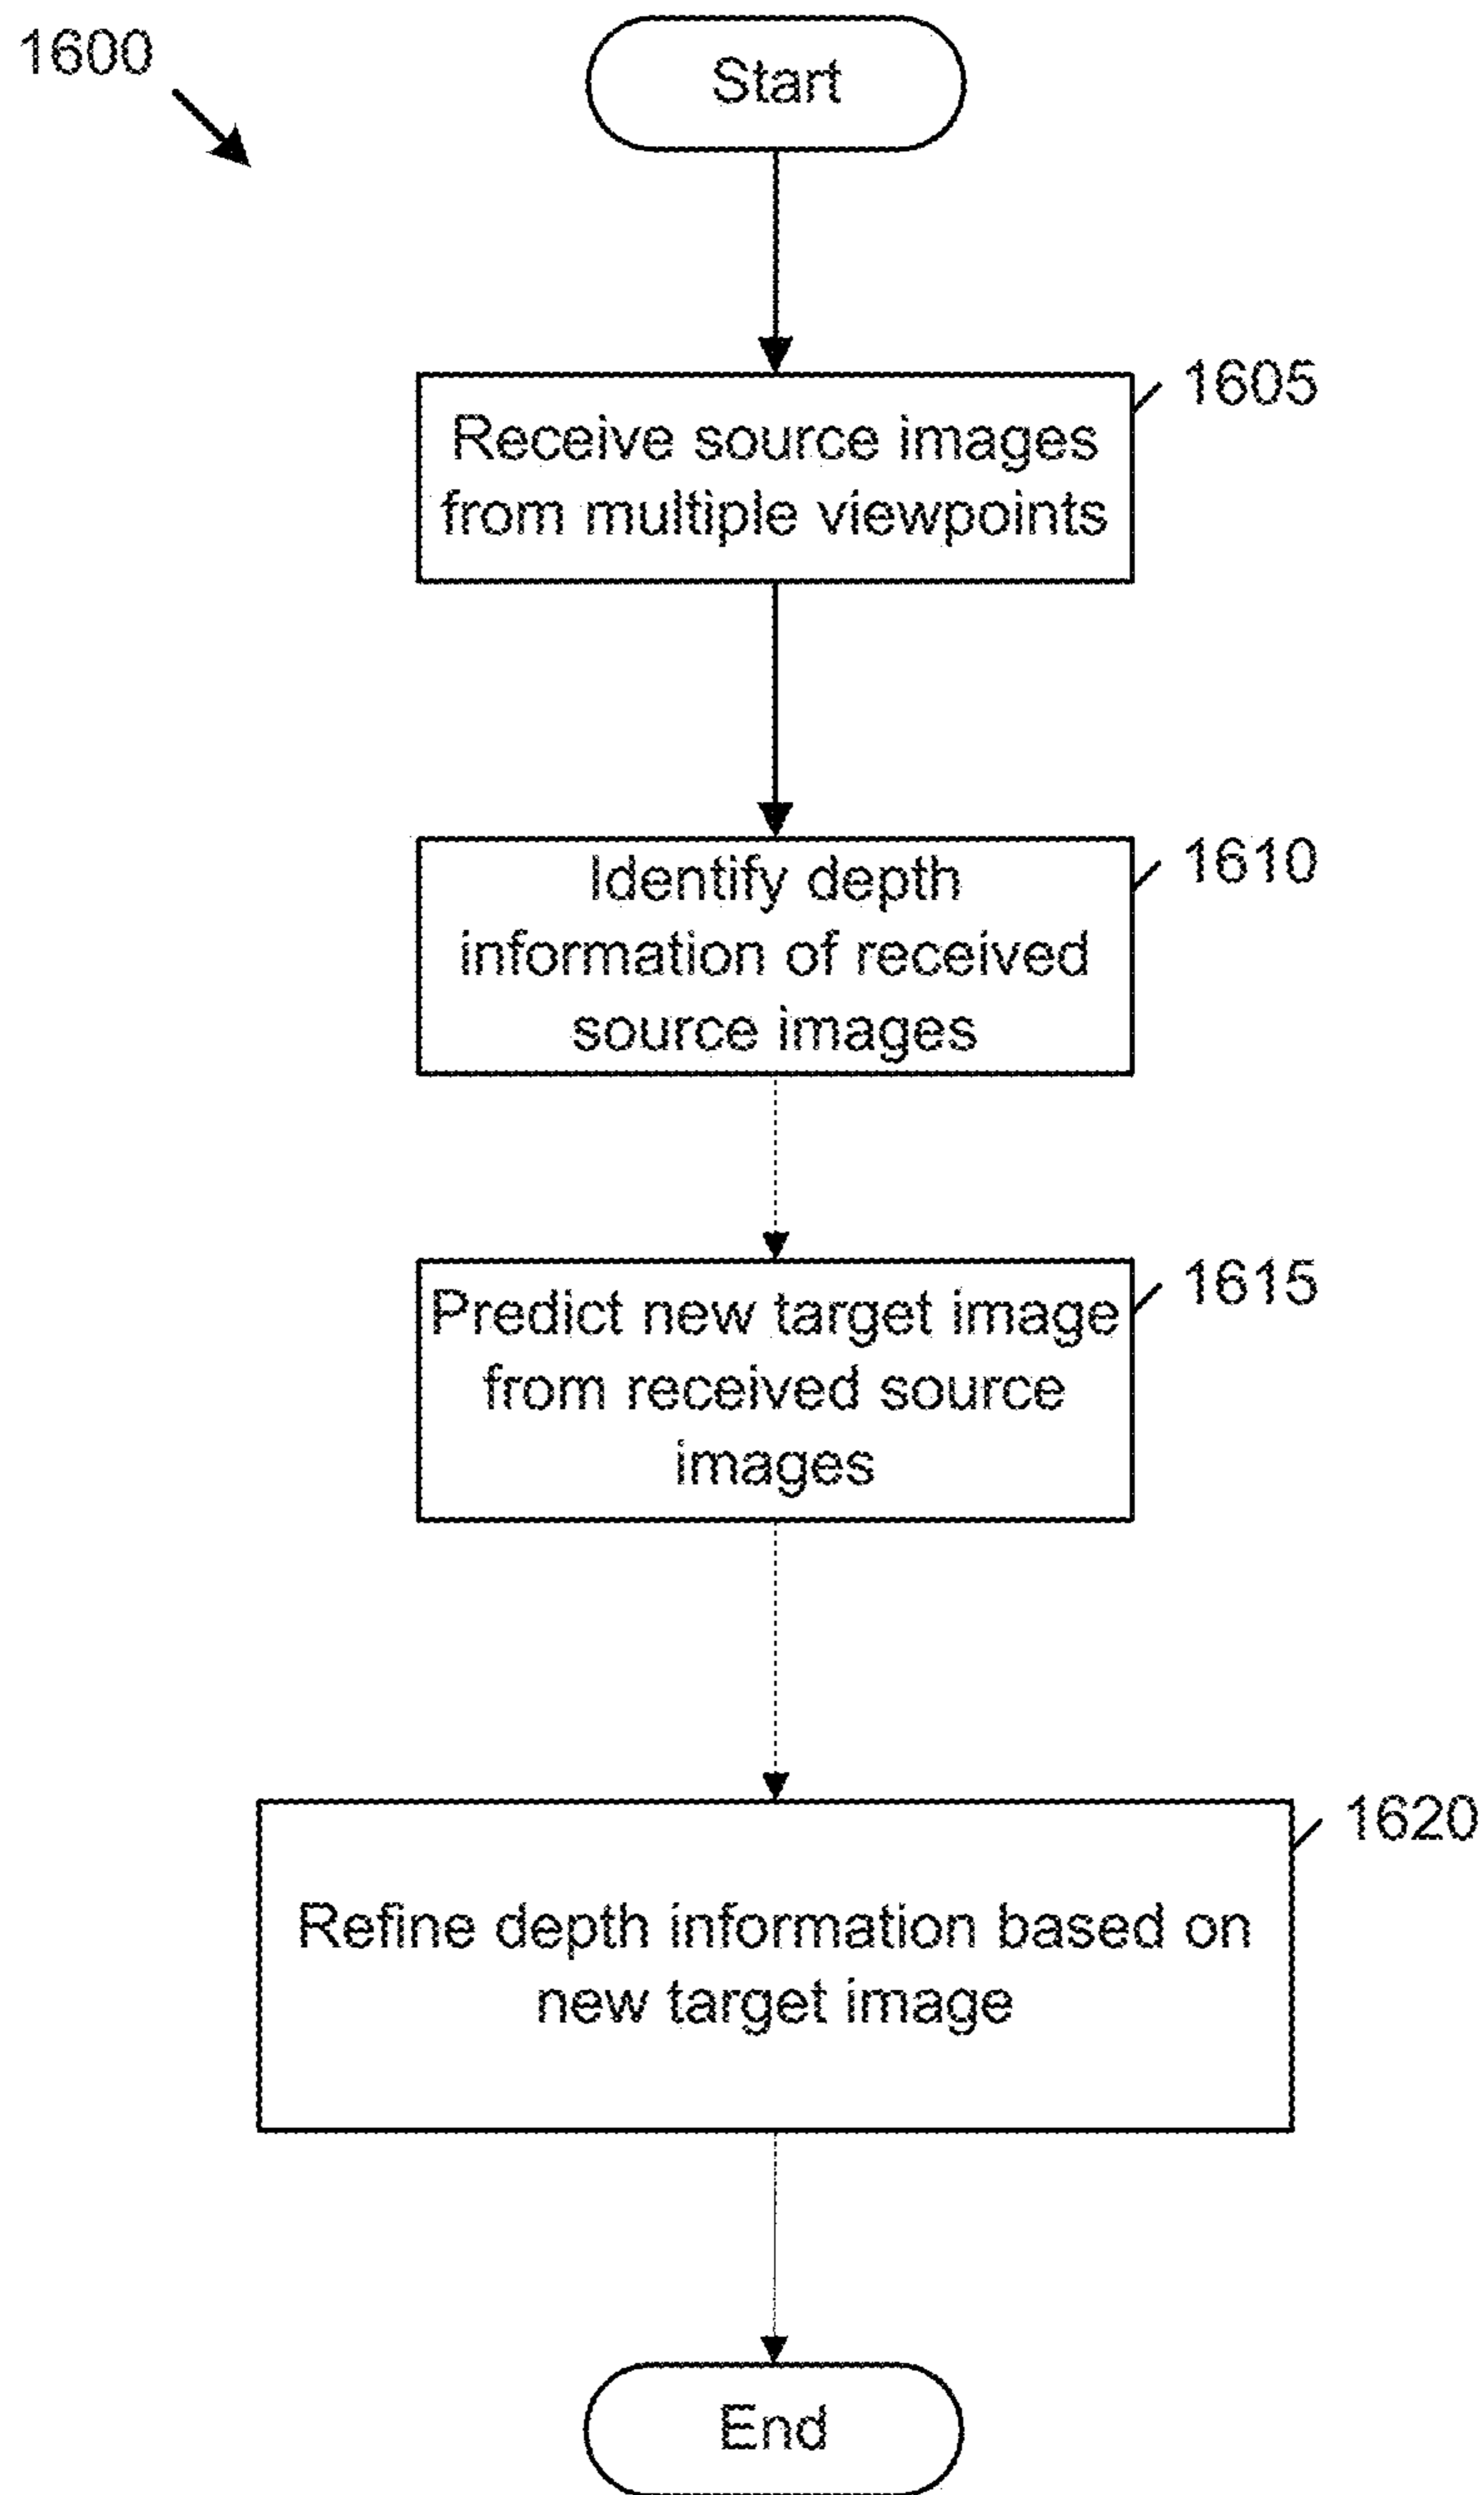 1600
Start
1605
Receive source images
from multiple viewpoints
1610
Identify depth
information of received
source images
1615
Predict new target image
from received source
images
1620
Refine depth information based on
new target image
End